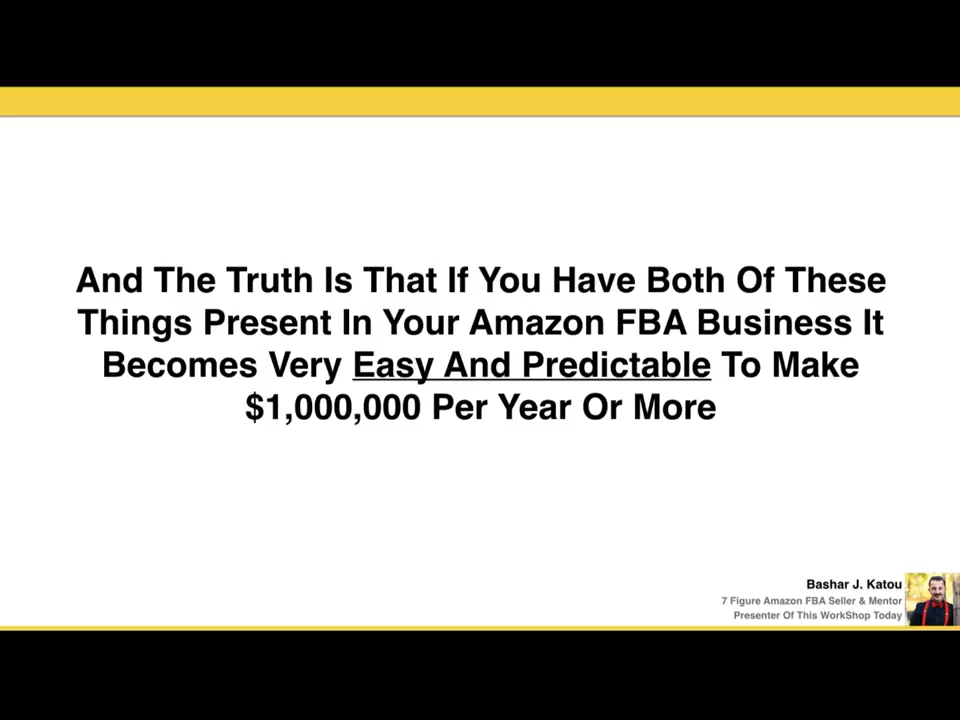 And The Truth Is That If You Have Both Of These
Things Present In Your Amazon FBA Business It
Becomes Very Easy And Predictable To Make
$1,000,000 Per Year Or More
Bashar J. Katou
7 Figure Amazon FBA Seller & Mentor
Presenter Of This WorkShop Today